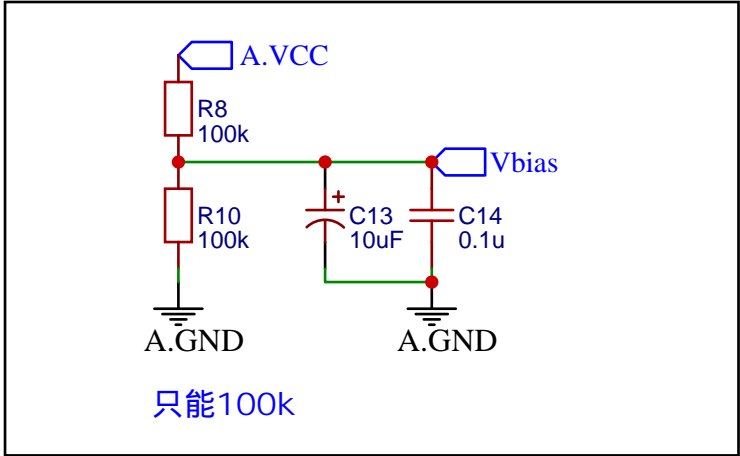 A.VCC
R8
100k
Vbias
R10
100k
+
C13
10uF
C14
0.1u
A.GND
A.GND
只能100k